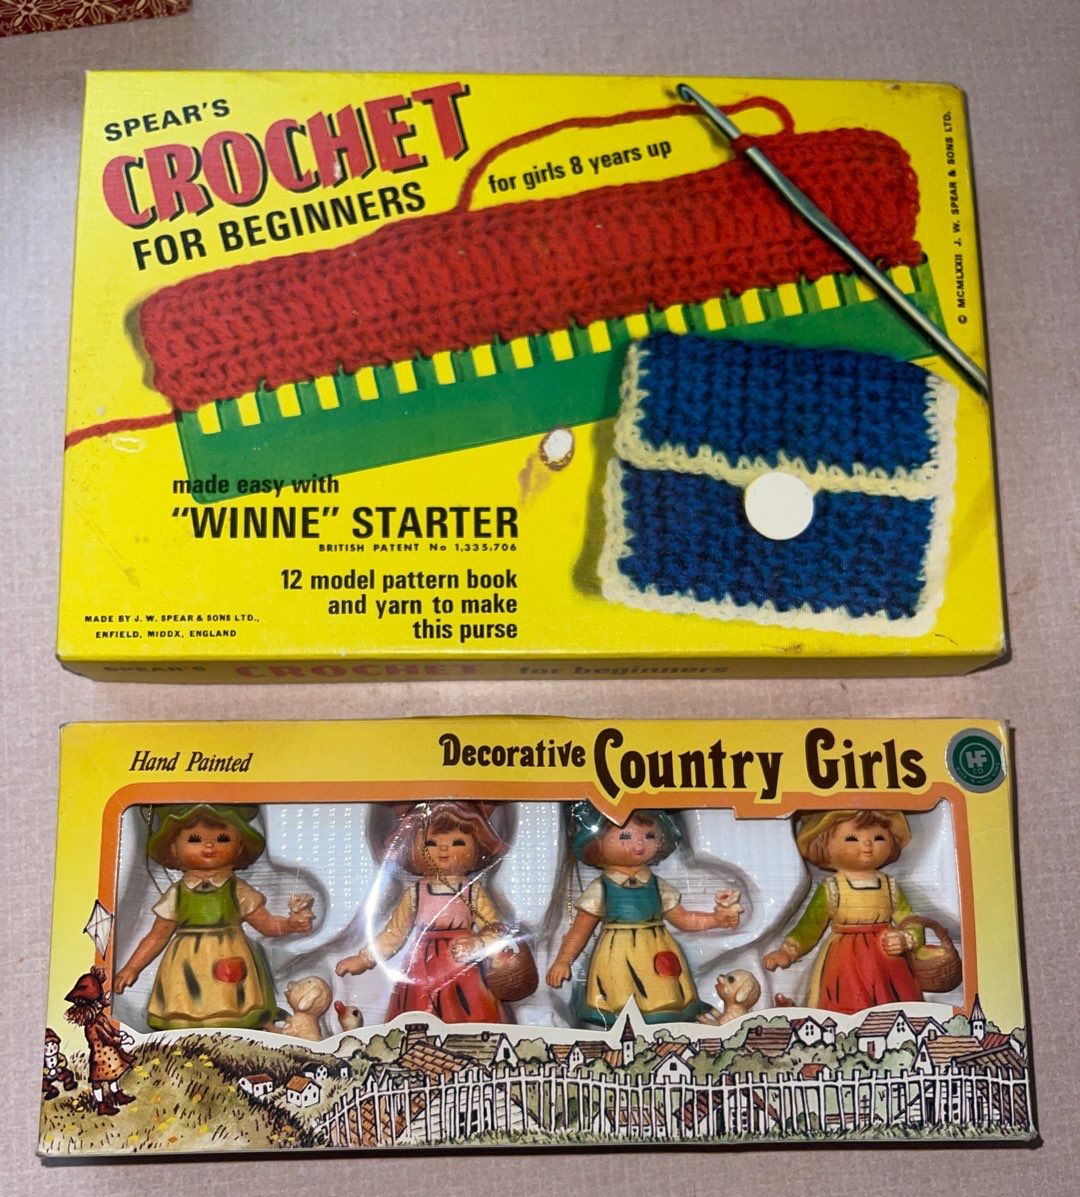 SPEAR'S
CROCHET
FOR BEGINNERS
for girls 8 years up
© MCMLXXII J. W. SPEAR & SONS LTD.
made easy with
"WINNE" STARTER
BRITISH PATENT No 1,335,706
12 model pattern book
and yarn to make
this purse
MADE BY J. W. SPEAR & SONS LTD.,
ENFIELD, MIDDX, ENGLAND
SPEAR'S CROCHET for beginners
Hand Painted
Decorative Country Girls
HF
CO.